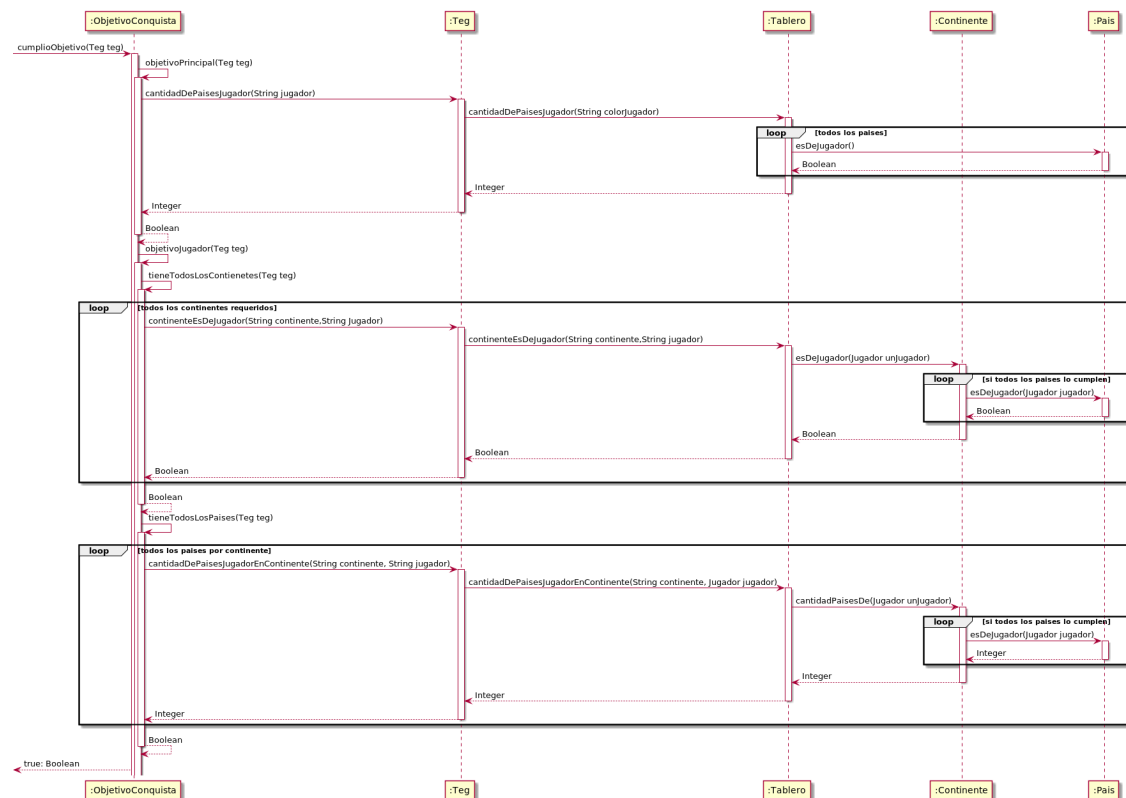 :ObjetivoConquista :Teg :Tablero :Continente :Pais
cumplioObjetivo(Teg teg)
objetivoPrincipal(Teg teg)
cantidadDePaisesJugador(String jugador)
cantidadDePaisesJugador(String colorJugador)
loop [todos los paises]
esDeJugador()
Boolean
Integer
Integer
Boolean
objetivoJugador(Teg teg)
tieneTodosLosContienetes(Teg teg)
loop [todos los continentes requeridos]
continenteEsDeJugador(String continente,String Jugador)
continenteEsDeJugador(String continente,String jugador)
esDeJugador(Jugador unJugador)
loop [si todos los paises lo cumplen]
esDeJugador(Jugador jugador)
Boolean
Boolean
Boolean
Boolean
Boolean
tieneTodosLosPaises(Teg teg)
loop [todos los paises por continente]
cantidadDePaisesJugadorEnContinente(String continente, String jugador)
cantidadDePaisesJugadorEnContinente(String continente, Jugador jugador)
cantidadPaisesDe(Jugador unJugador)
loop [si todos los paises lo cumplen]
esDeJugador(Jugador jugador)
Integer
Integer
Integer
Integer
Boolean
true: Boolean
:ObjetivoConquista :Teg :Tablero :Continente :Pais